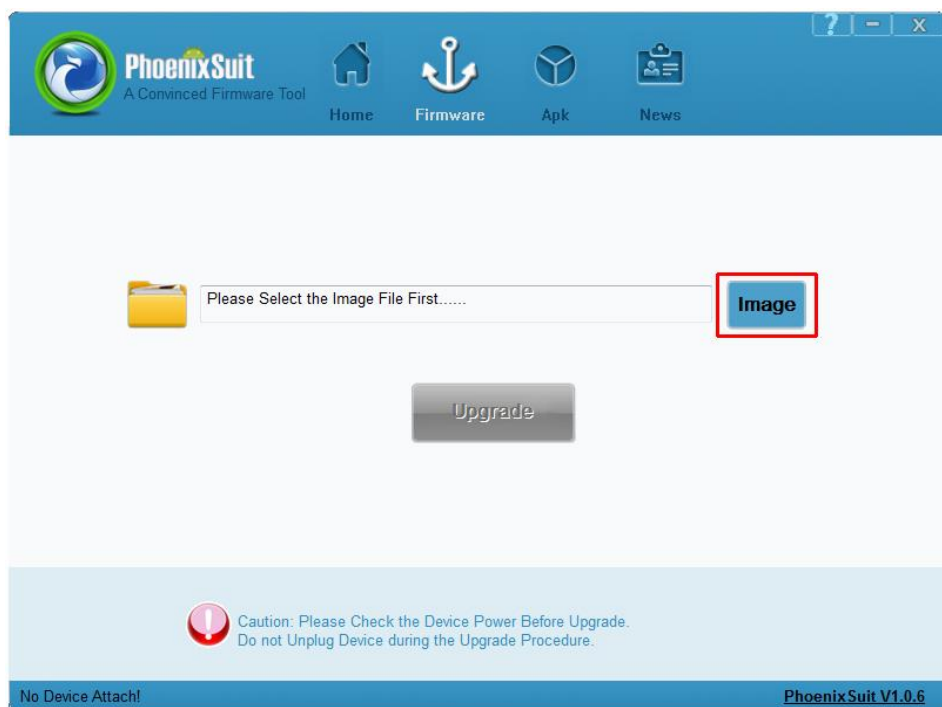 ? - x
PhoenixSuit
A Convinced Firmware Tool
Home Firmware Apk News
Please Select the Image File First......
Image
Upgrade
Caution: Please Check the Device Power Before Upgrade.
Do not Unplug Device during the Upgrade Procedure.
No Device Attach! PhoenixSuit V1.0.6